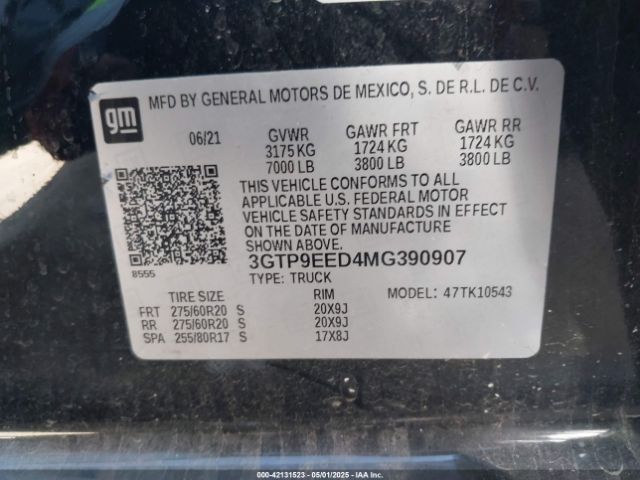 gm
MFD BY GENERAL MOTORS DE MEXICO, S. DE R.L. DE C.V.
06/21 GVWR GAWR FRT GAWR RR
3175 KG 1724 KG 1724 KG
7000 LB 3800 LB 3800 LB
THIS VEHICLE CONFORMS TO ALL
APPLICABLE U.S. FEDERAL MOTOR
VEHICLE SAFETY STANDARDS IN EFFECT
ON THE DATE OF MANUFACTURE
SHOWN ABOVE.
8555
3GTP9EED4MG390907
TYPE: TRUCK MODEL: 47TK10543
TIRE SIZE RIM
FRT 275/60R20 S 20X9J
RR 275/60R20 S 20X9J
SPA 255/80R17 S 17X8J
000-42131523 - 05/01/2025 - IAAI.COM